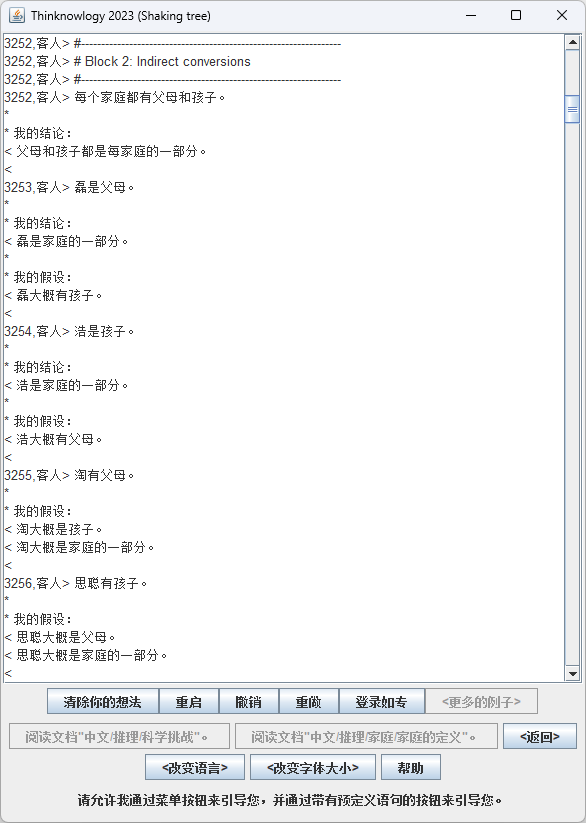 Thinknowlogy 2023 (Shaking tree)
3252,客人> #-----------------------------------------------------------------
3252,客人> # Block 2: Indirect conversions
3252,客人> #-----------------------------------------------------------------
3252,客人> 每个家庭都有父母和孩子。
*
* 我的结论：
< 父母和孩子都是每家庭的一部分。
<
3253,客人> 磊是父母。
*
* 我的结论：
< 磊是家庭的一部分。
*
* 我的假设：
< 磊大概有孩子。
<
3254,客人> 浩是孩子。
*
* 我的结论：
< 浩是家庭的一部分。
*
* 我的假设：
< 浩大概有父母。
<
3255,客人> 淘有父母。
*
* 我的假设：
< 淘大概是孩子。
< 淘大概是家庭的一部分。
<
3256,客人> 思聪有孩子。
*
* 我的假设：
< 思聪大概是父母。
< 思聪大概是家庭的一部分。
<
清除你的想法 重启 撤销 重做 登录如专 <更多的例子>
阅读文档"中文/推理/科学挑战"。 阅读文档"中文/推理/家庭/家庭的定义"。 <返回>
<改变语言> <改变字体大小> 帮助
请允许我通过菜单按钮来引导您，并通过带有预定义语句的按钮来引导您。